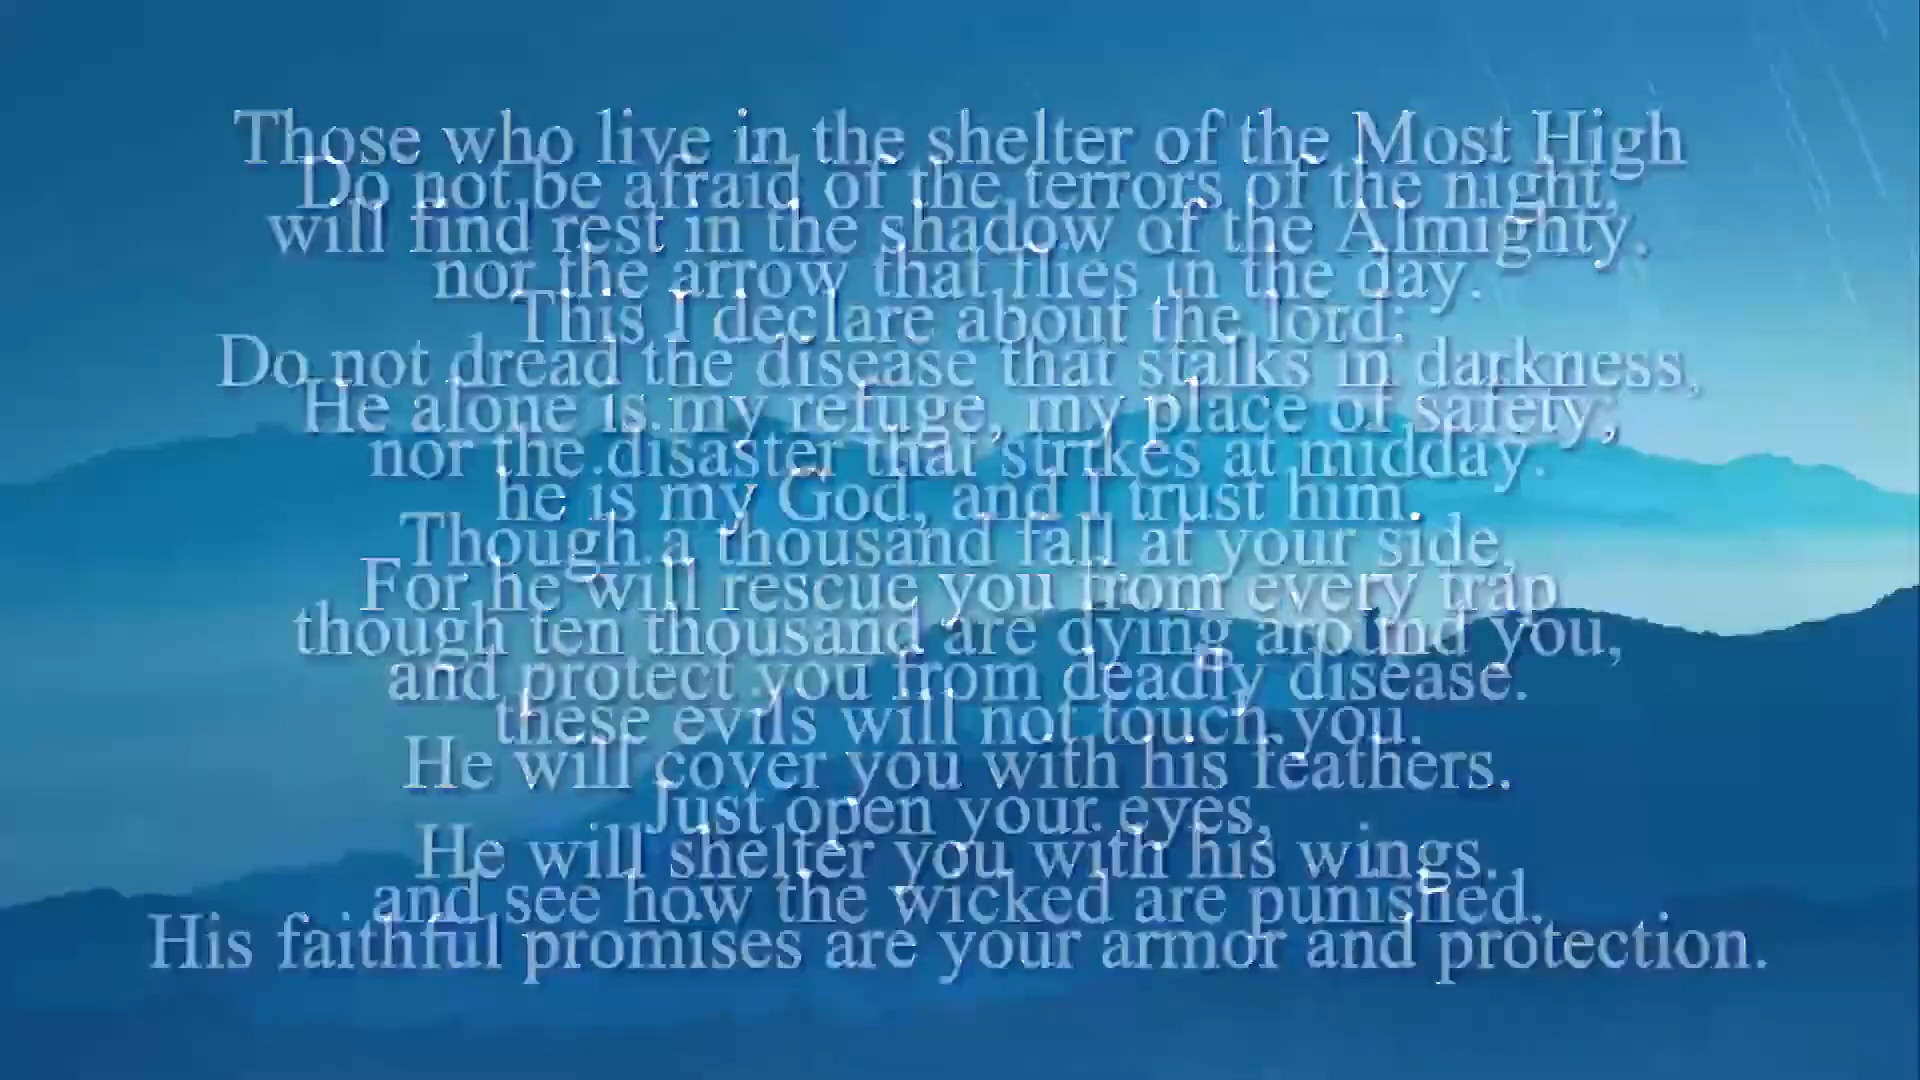 Those who live in the shelter of the Most High
Do not be afraid of the terrors of the night,
will find rest in the shadow of the Almighty.
nor the arrow that flies in the day.
This I declare about the lord:
Do not dread the disease that stalks in darkness,
He alone is my refuge, my place of safety;
nor the disaster that strikes at midday.
he is my God, and I trust him.
Though a thousand fall at your side,
For he will rescue you from every trap
though ten thousand are dying around you,
and protect you from deadly disease.
these evils will not touch you.
He will cover you with his feathers.
Just open your eyes,
He will shelter you with his wings.
and see how the wicked are punished.
His faithful promises are your armor and protection.